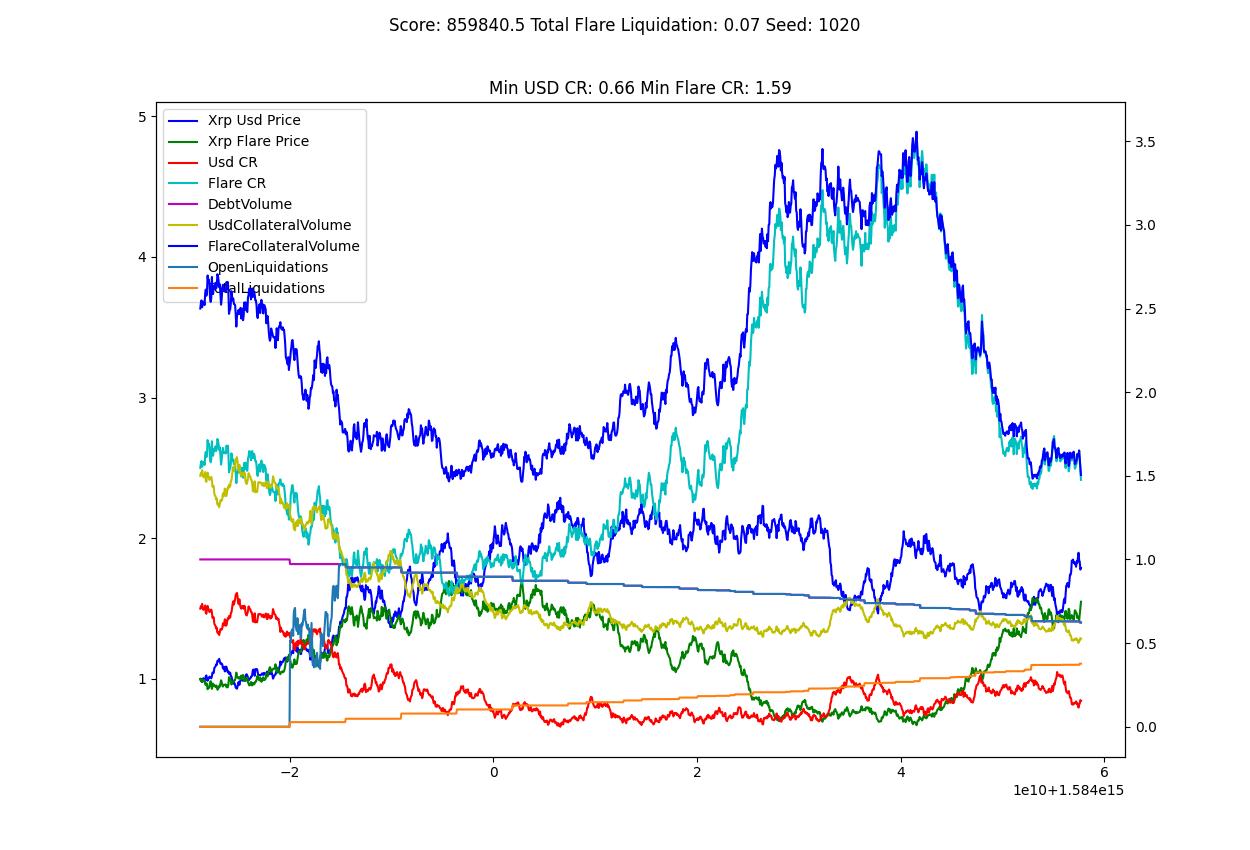 Score: 859840.5 Total Flare Liquidation: 0.07 Seed: 1020
Min USD CR: 0.66 Min Flare CR: 1.59
Xrp Usd Price
Xrp Flare Price
Usd CR
Flare CR
DebtVolume
UsdCollateralVolume
FlareCollateralVolume
OpenLiquidations
TotalLiquidations
5
4
3
2
1
3.5
3.0
2.5
2.0
1.5
1.0
0.5
0.0
−2
0
2
4
6
1e10+1.584e15